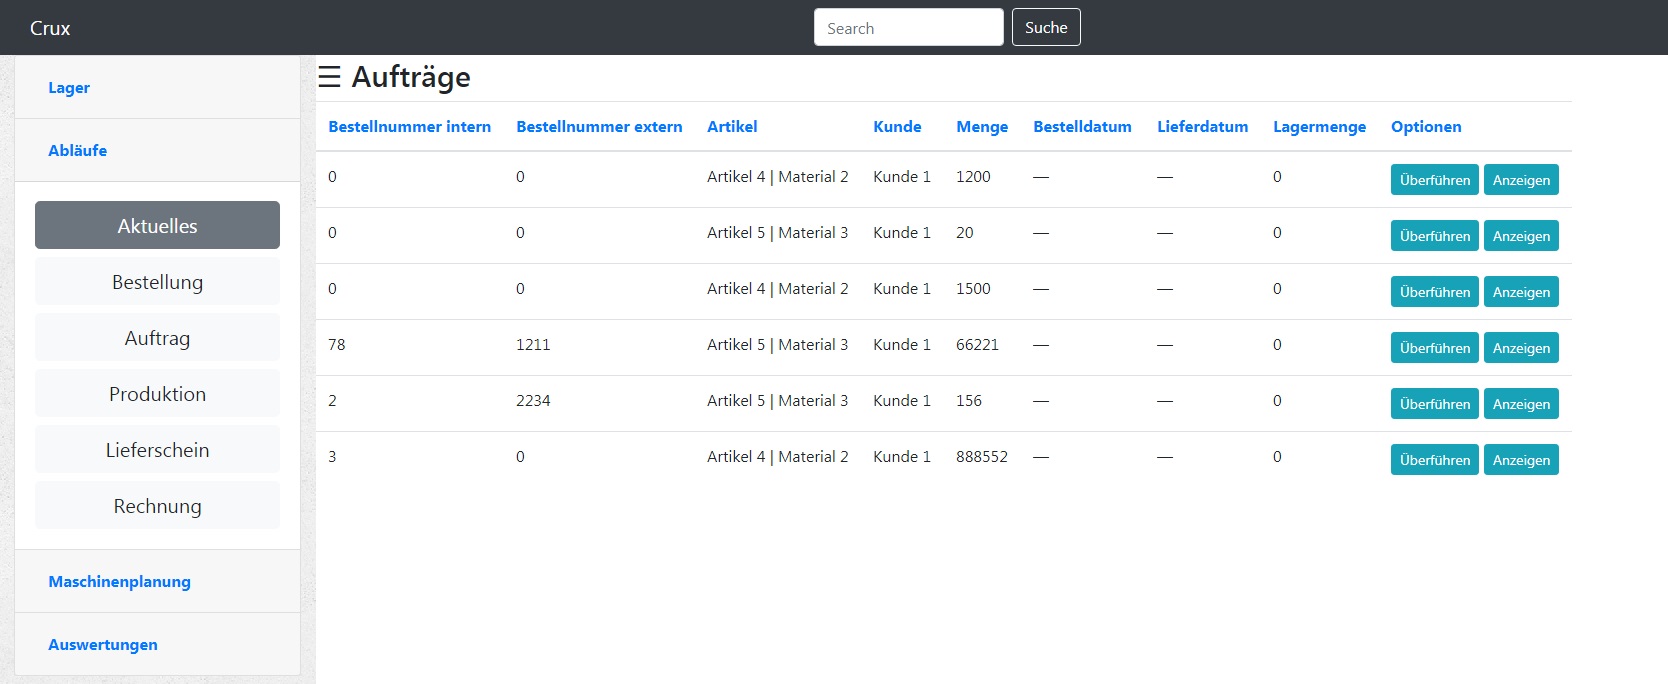 Crux
Search
Suche
Lager
Abläufe
Aktuelles
Bestellung
Auftrag
Produktion
Lieferschein
Rechnung
Maschinenplanung
Auswertungen
☰ Aufträge
Bestellnummer intern Bestellnummer extern Artikel Kunde Menge Bestelldatum Lieferdatum Lagermenge Optionen
0 0 Artikel 4 | Material 2 Kunde 1 1200 — — 0 Überführen Anzeigen
0 0 Artikel 5 | Material 3 Kunde 1 20 — — 0 Überführen Anzeigen
0 0 Artikel 4 | Material 2 Kunde 1 1500 — — 0 Überführen Anzeigen
78 1211 Artikel 5 | Material 3 Kunde 1 66221 — — 0 Überführen Anzeigen
2 2234 Artikel 5 | Material 3 Kunde 1 156 — — 0 Überführen Anzeigen
3 0 Artikel 4 | Material 2 Kunde 1 888552 — — 0 Überführen Anzeigen